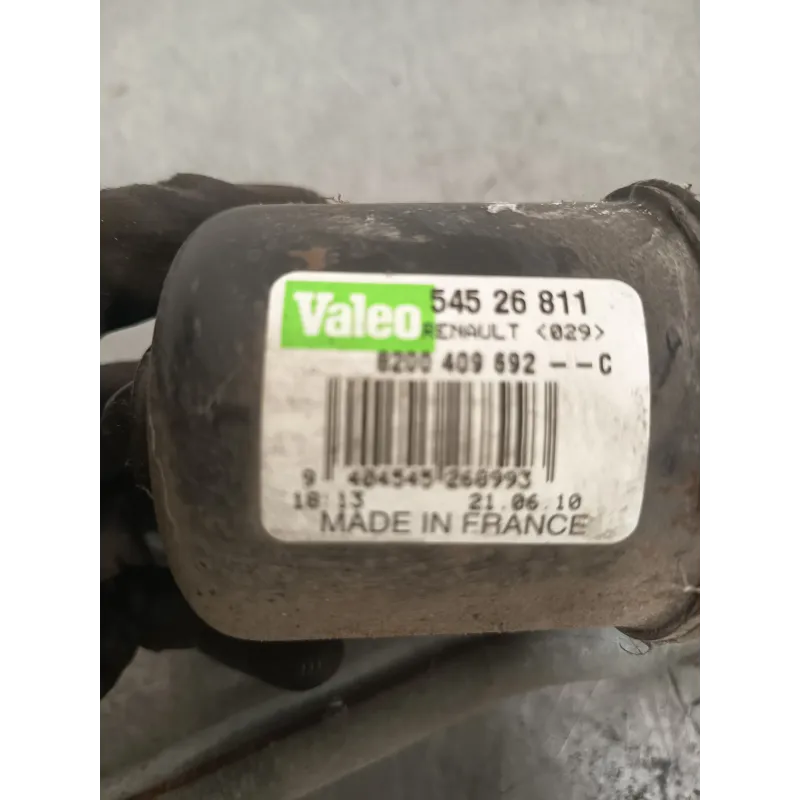 Valeo 545 26 811
RENAULT <029>
8200 409 692 -- C
9 404545 260993
18:13 21.06.10
MADE IN FRANCE